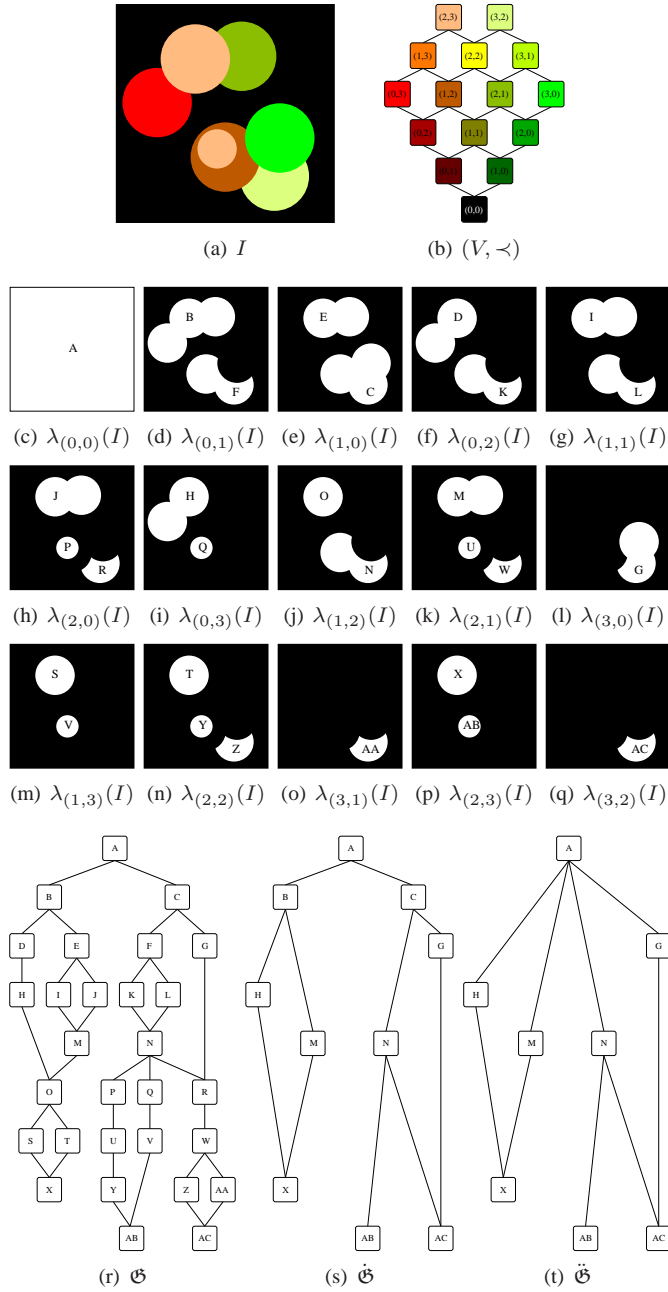 (2,3) (3,2)
(1,3) (2,2) (3,1)
(0,3) (1,2) (2,1) (3,0)
(1,1) (2,0)
(0,1) (1,0)
(0,0)
(a) I (b) (V, ≺)
A B F E C D K I L
(c) λ(0,0)(I) (d) λ(0,1)(I) (e) λ(1,0)(I) (f) λ(0,2)(I) (g) λ(1,1)(I)
J P R H Q O N M U W G
(h) λ(2,0)(I) (i) λ(0,3)(I) (j) λ(1,2)(I) (k) λ(2,1)(I) (l) λ(3,0)(I)
S V T Y Z AA X AB AC
(m) λ(1,3)(I) (n) λ(2,2)(I) (o) λ(3,1)(I) (p) λ(2,3)(I) (q) λ(3,2)(I)
A A A
B C B C
D E F G G G
H I J K L H H
M N M N M N
O P Q R
S T U V W
X Y Z AA X X
AB AC AB AC AB AC
(r) 𝔊 (s) 𝔊̇ (t) 𝔊̈